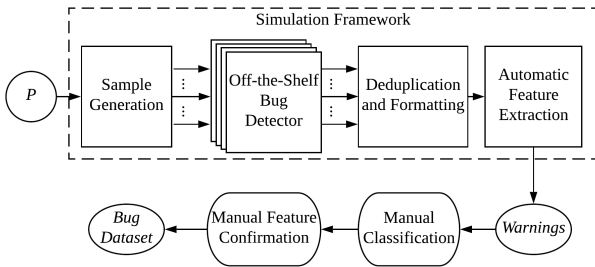 Simulation Framework
P
Sample
Generation
Off-the-Shelf
Bug
Detector
Deduplication
and Formatting
Automatic
Feature
Extraction
Bug
Dataset
Manual Feature
Confirmation
Manual
Classification
Warnings